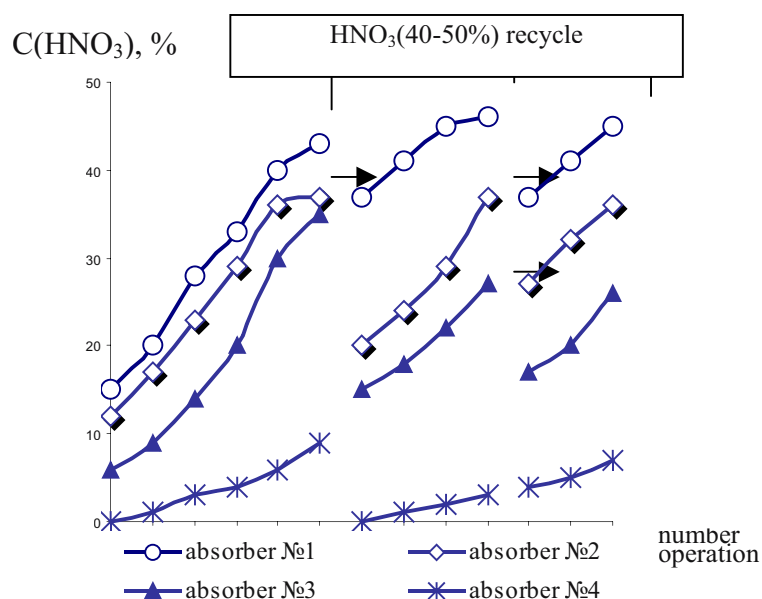 HNO₃(40-50%) recycle
C(HNO₃), %
50
40
30
20
10
0
number
operation
absorber №1
absorber №2
absorber №3
absorber №4